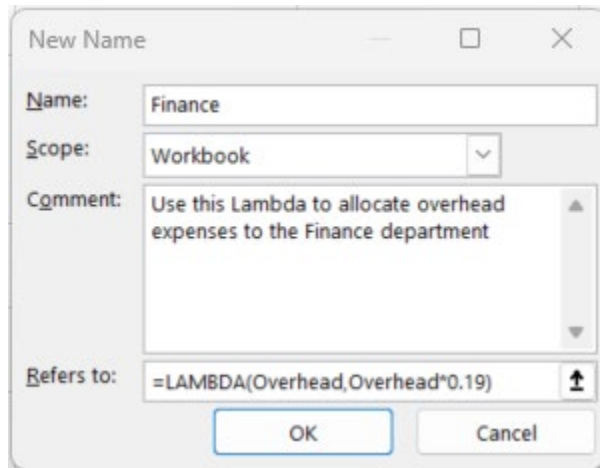 New Name
Name:
Finance
Scope:
Workbook
Comment:
Use this Lambda to allocate overhead
expenses to the Finance department
Refers to:
=LAMBDA(Overhead,Overhead*0.19)
OK
Cancel